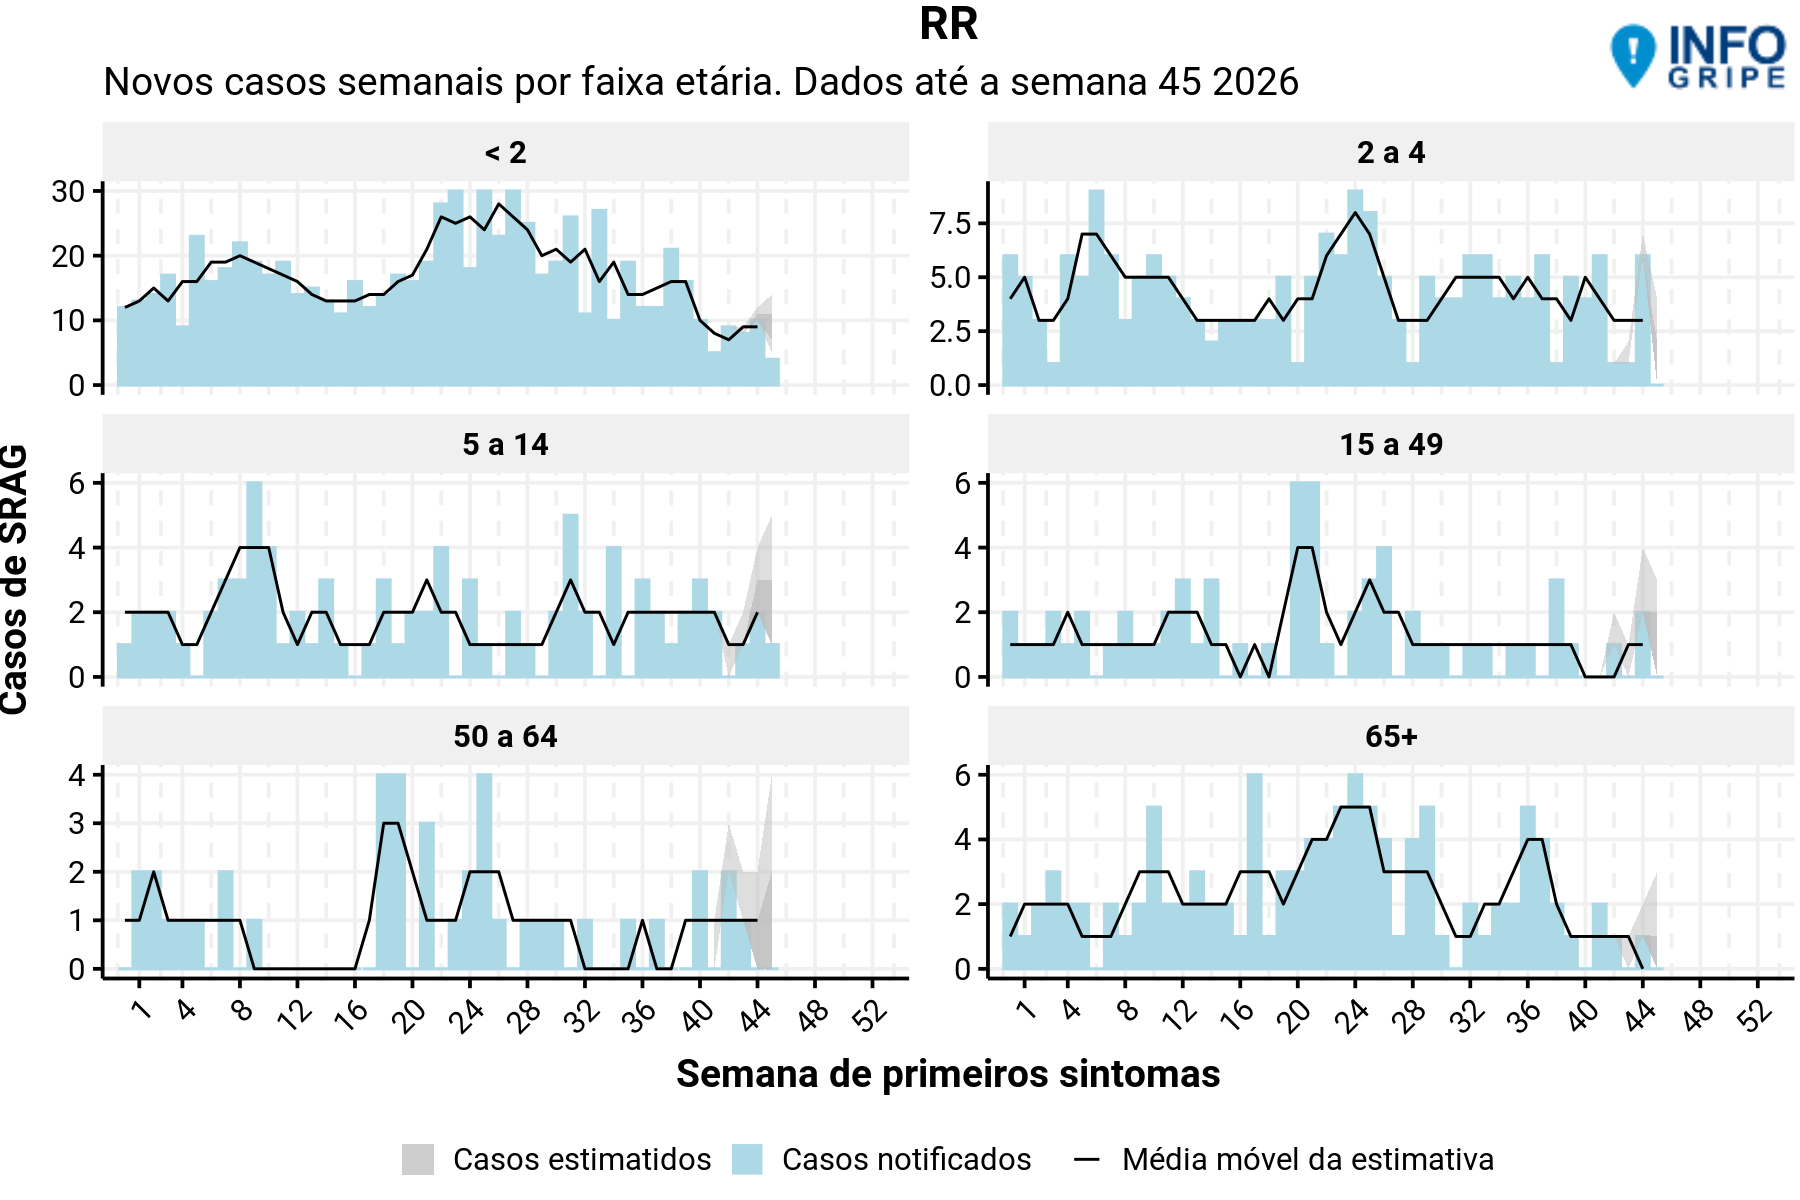 RR
INFO
GRIPE
Novos casos semanais por faixa etária. Dados até a semana 45 2026
< 2
2 a 4
30
20
10
0
7.5
5.0
2.5
0.0
5 a 14
15 a 49
6
4
2
0
6
4
2
0
Casos de SRAG
50 a 64
65+
4
3
2
1
0
6
4
2
0
1 4 8 12 16 20 24 28 32 36 40 44 48 52
1 4 8 12 16 20 24 28 32 36 40 44 48 52
Semana de primeiros sintomas
Casos estimatidos Casos notificados Média móvel da estimativa